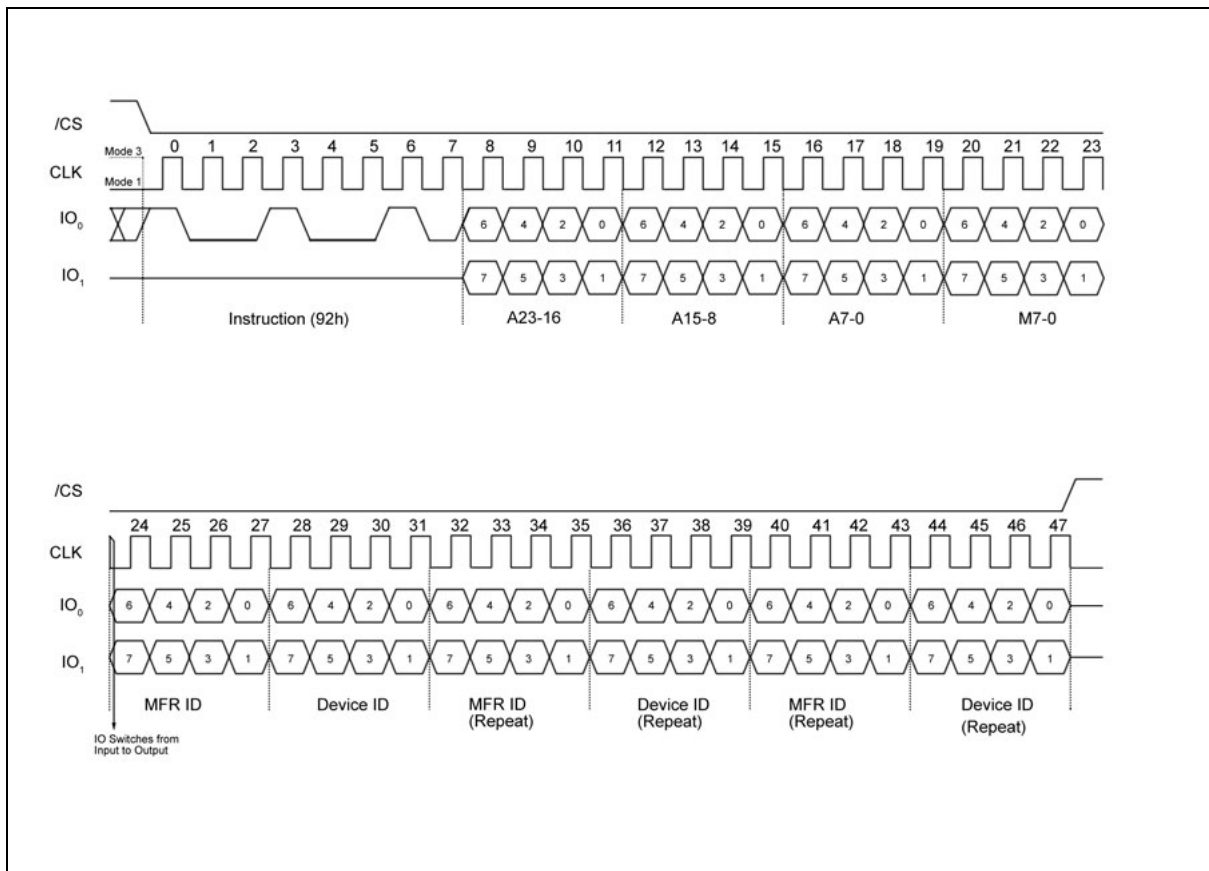 /CS
Mode 3
0 1 2 3 4 5 6 7 8 9 10 11 12 13 14 15 16 17 18 19 20 21 22 23
CLK
Mode 1
IO0
6 4 2 0 6 4 2 0 6 4 2 0 6 4 2 0
IO1
7 5 3 1 7 5 3 1 7 5 3 1 7 5 3 1
Instruction (92h) A23-16 A15-8 A7-0 M7-0
/CS
24 25 26 27 28 29 30 31 32 33 34 35 36 37 38 39 40 41 42 43 44 45 46 47
CLK
IO0
6 4 2 0 6 4 2 0 6 4 2 0 6 4 2 0 6 4 2 0 6 4 2 0
IO1
7 5 3 1 7 5 3 1 7 5 3 1 7 5 3 1 7 5 3 1 7 5 3 1
MFR ID Device ID MFR ID Device ID MFR ID Device ID
(Repeat) (Repeat) (Repeat) (Repeat)
IO Switches from
Input to Output